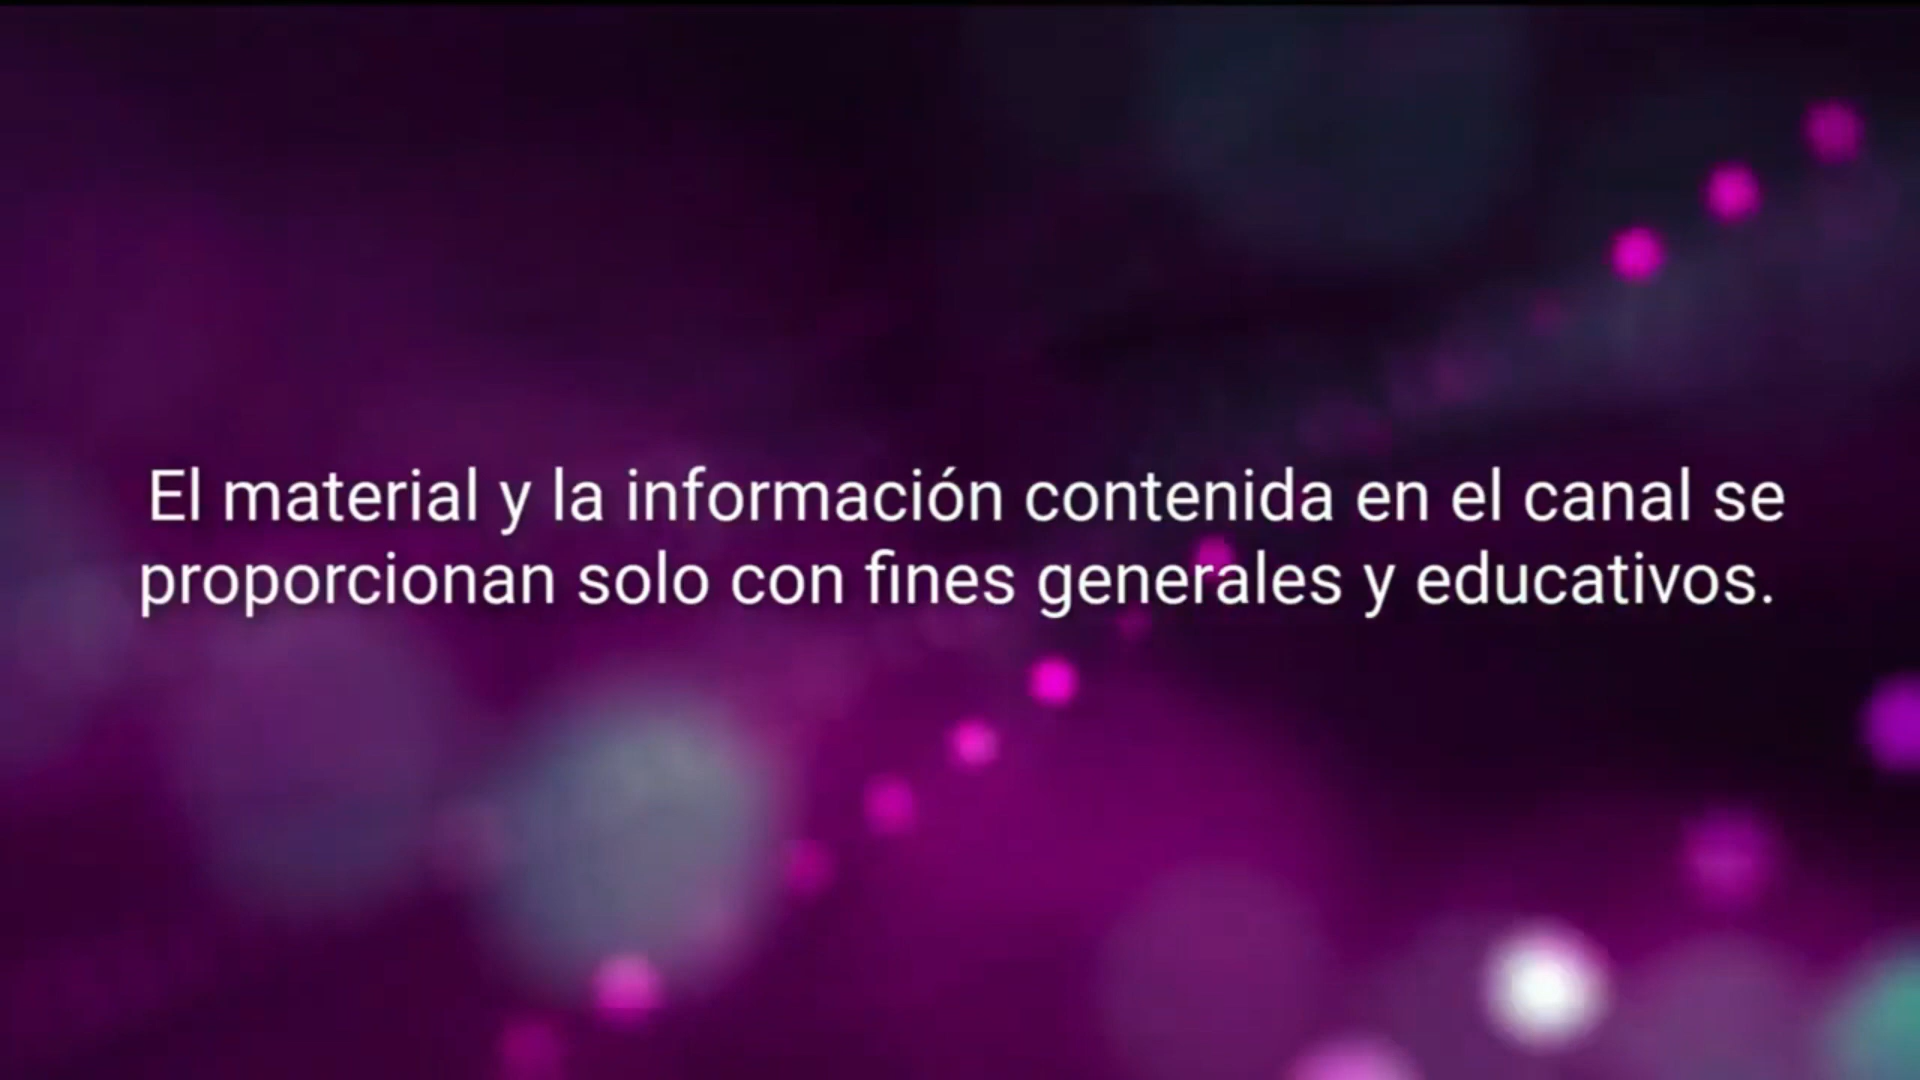 El material y la información contenida en el canal se
proporcionan solo con fines generales y educativos.